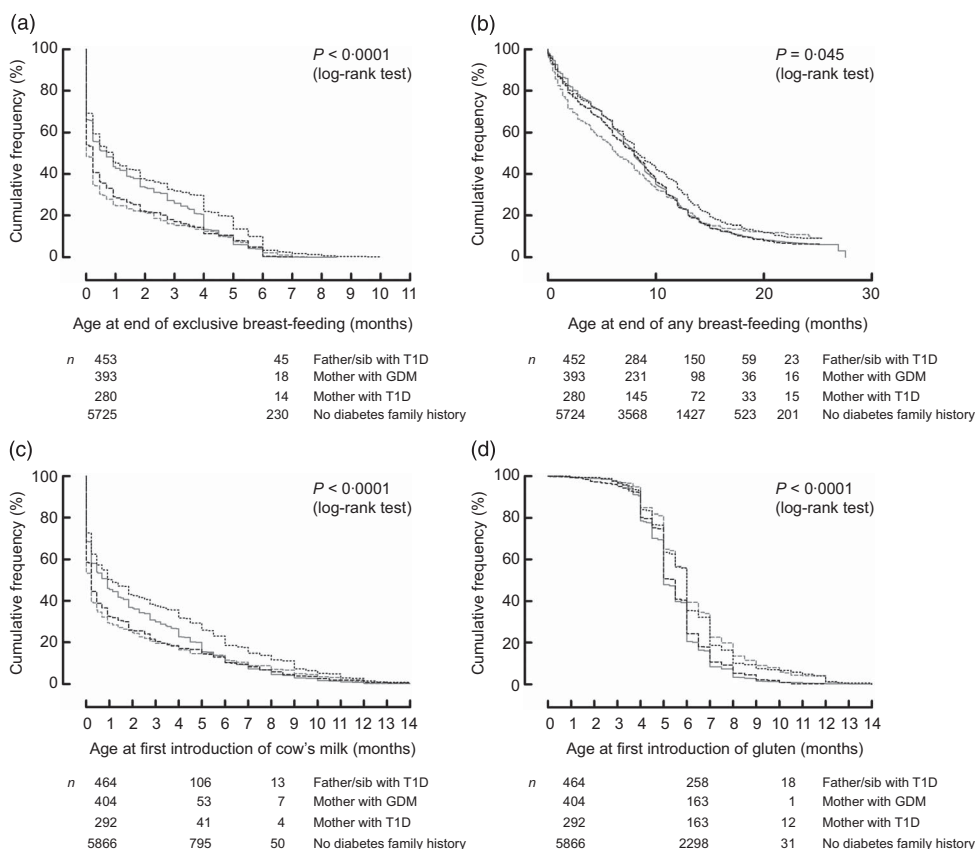 (a)
P < 0·0001
(log-rank test)
Cumulative frequency (%)
100
80
60
40
20
0
0 1 2 3 4 5 6 7 8 9 10 11
Age at end of exclusive breast-feeding (months)
n 453 45 Father/sib with T1D
393 18 Mother with GDM
280 14 Mother with T1D
5725 230 No diabetes family history
(b)
P = 0·045
(log-rank test)
Cumulative frequency (%)
100
80
60
40
20
0
0 10 20 30
Age at end of any breast-feeding (months)
n 452 284 150 59 23 Father/sib with T1D
393 231 98 36 16 Mother with GDM
280 145 72 33 15 Mother with T1D
5724 3568 1427 523 201 No diabetes family history
(c)
P < 0·0001
(log-rank test)
Cumulative frequency (%)
100
80
60
40
20
0
0 1 2 3 4 5 6 7 8 9 10 11 12 13 14
Age at first introduction of cow's milk (months)
n 464 106 13 Father/sib with T1D
404 53 7 Mother with GDM
292 41 4 Mother with T1D
5866 795 50 No diabetes family history
(d)
P < 0·0001
(log-rank test)
Cumulative frequency (%)
100
80
60
40
20
0
0 1 2 3 4 5 6 7 8 9 10 11 12 13 14
Age at first introduction of gluten (months)
n 464 258 18 Father/sib with T1D
404 163 1 Mother with GDM
292 163 12 Mother with T1D
5866 2298 31 No diabetes family history